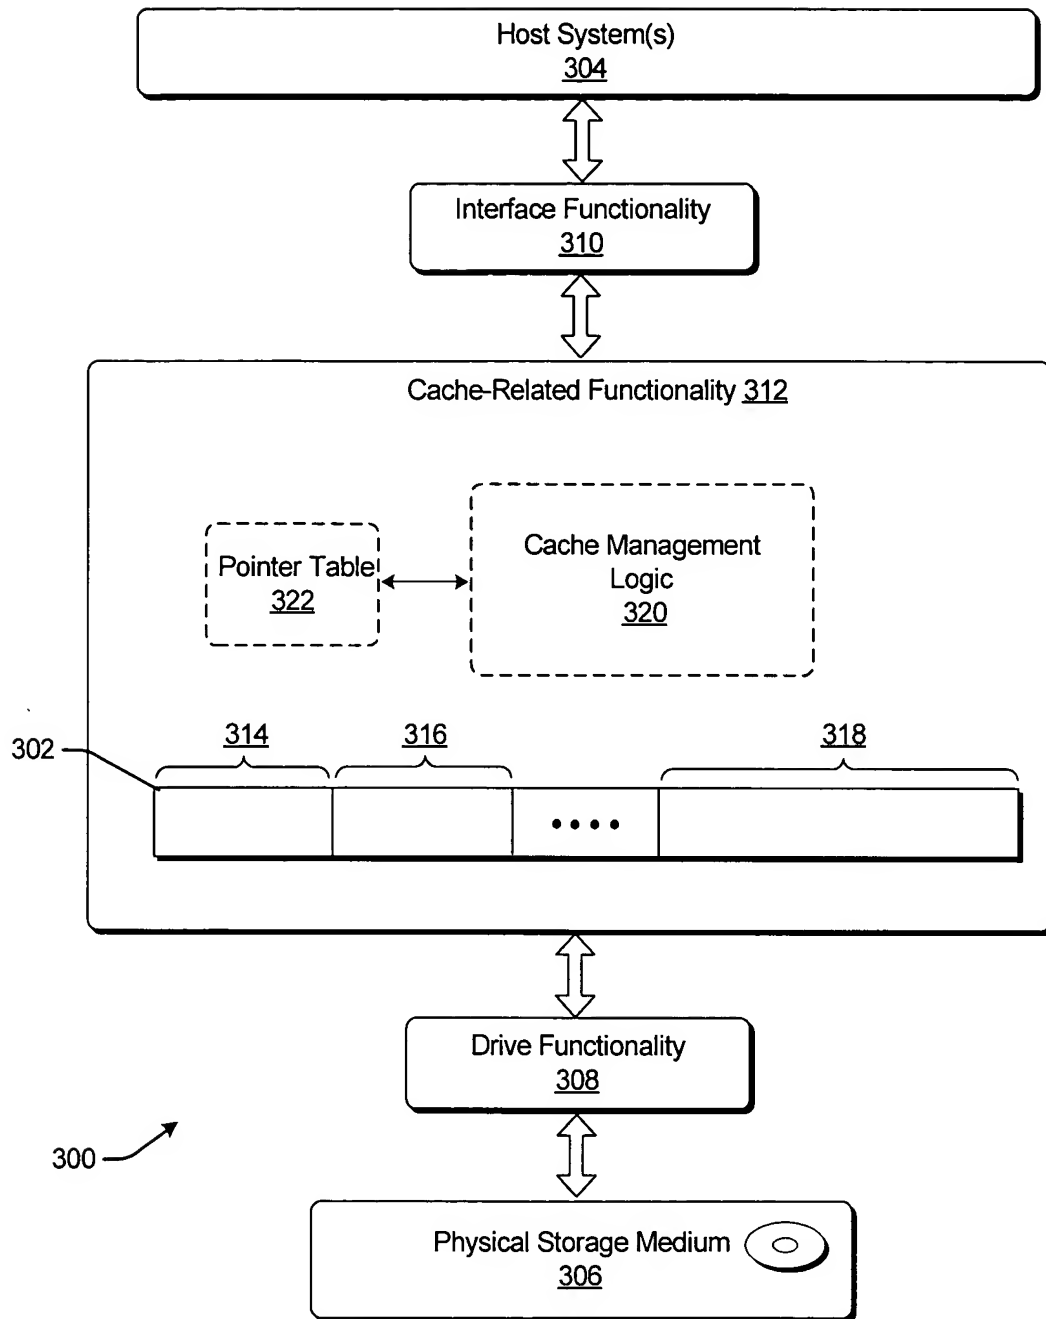 Host System(s)
304
Interface Functionality
310
Cache-Related Functionality 312
Pointer Table
322
Cache Management
Logic
320
302
314
316
318
Drive Functionality
308
300
Physical Storage Medium
306